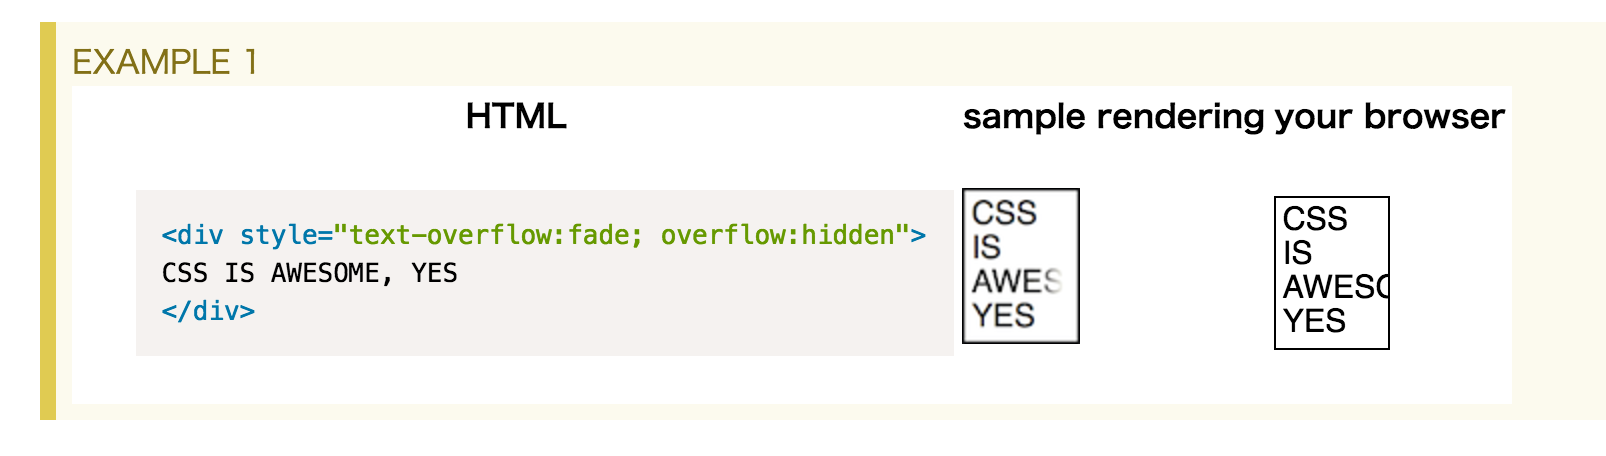 EXAMPLE 1
HTML sample rendering your browser
<div style="text-overflow:fade; overflow:hidden">
CSS IS AWESOME, YES
</div>
CSS
IS
AWES
YES
CSS
IS
AWESO
YES